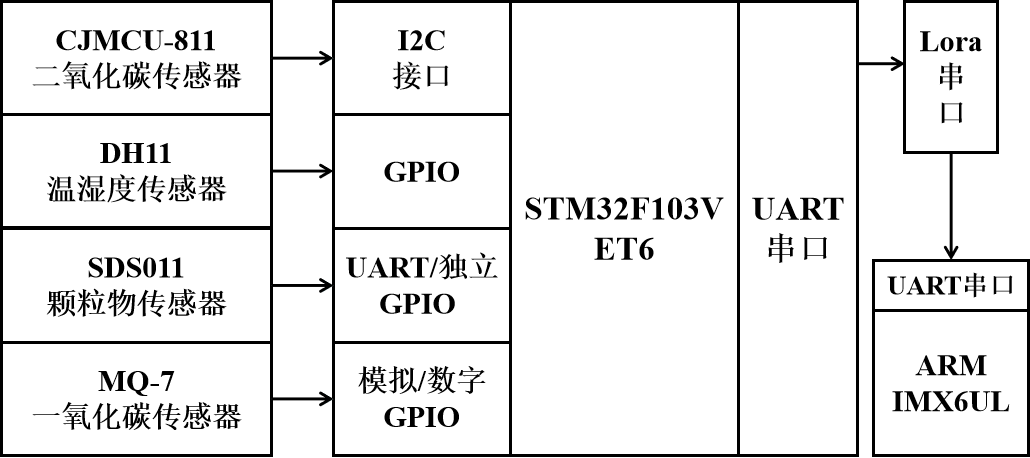 CJMCU-811
二氧化碳传感器
I2C
接口
DH11
温湿度传感器
GPIO
SDS011
颗粒物传感器
UART/独立
GPIO
MQ-7
一氧化碳传感器
模拟/数字
GPIO
STM32F103V
ET6
UART
串口
Lora
串
口
UART串口
ARM
IMX6UL